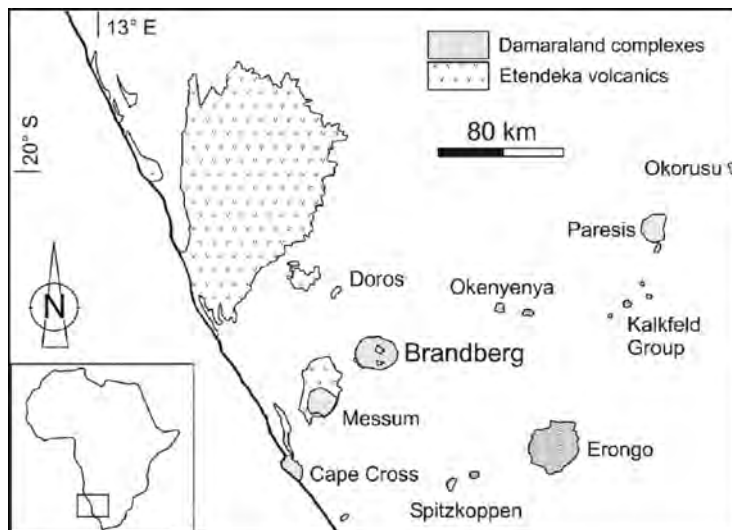 13° E
Damaraland complexes
Etendeka volcanics
80 km
20° S
Okorusu
Paresis
Doros
Okenyenya
N
Kalkfeld
Group
Brandberg
Messum
Erongo
Cape Cross
Spitzkoppen